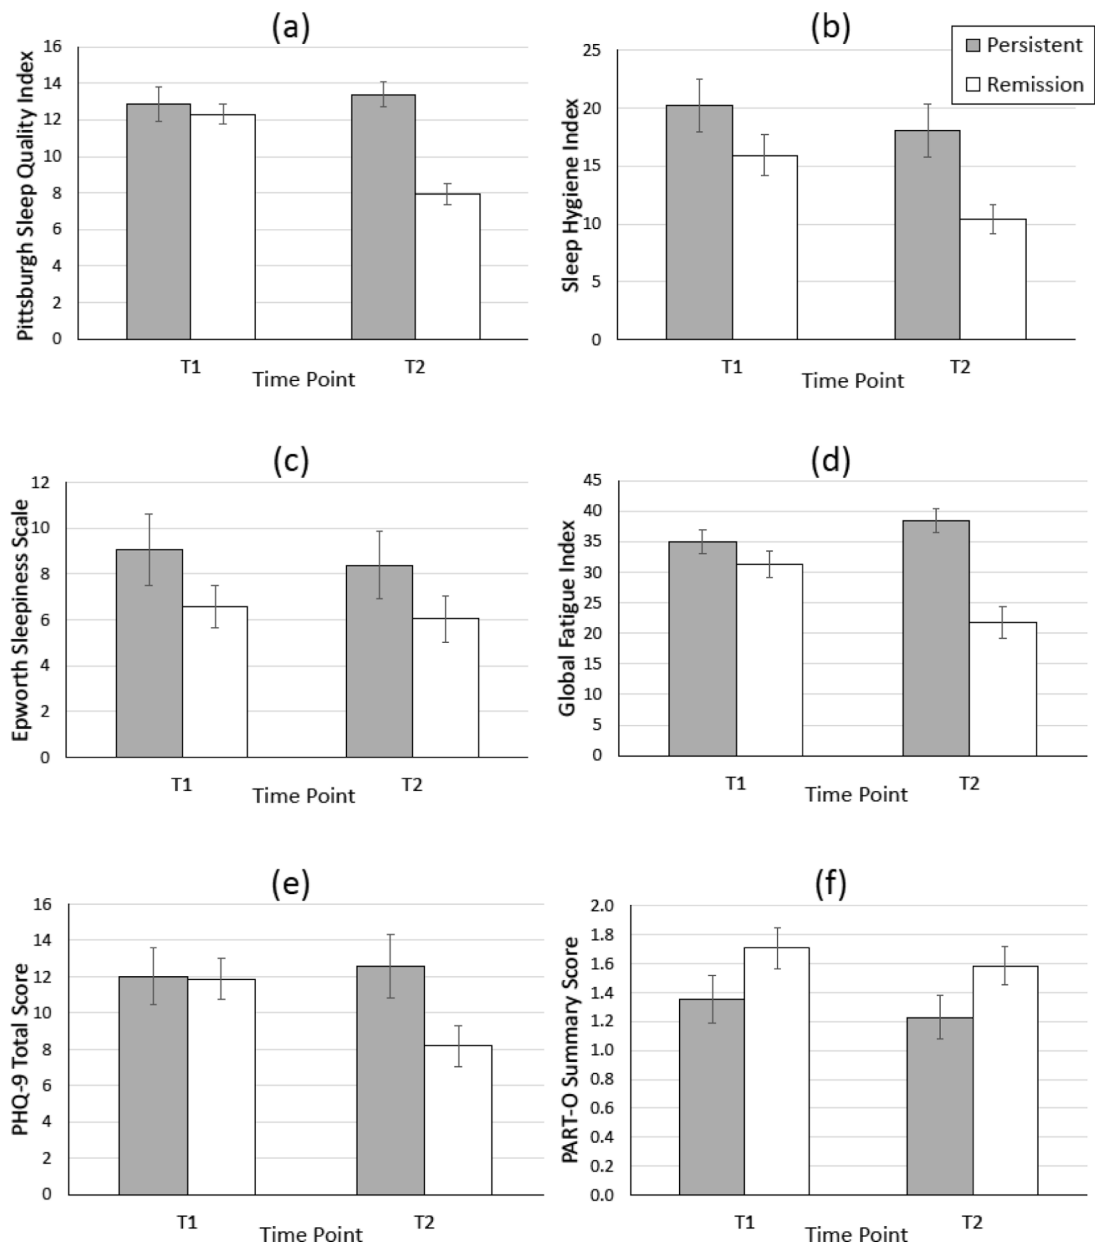 (a)
Pittsburgh Sleep Quality Index
16
14
12
10
8
6
4
2
0
T1
T2
Time Point
(b)
Persistent
Remission
Sleep Hygiene Index
25
20
15
10
5
0
T1
T2
Time Point
(c)
Epworth Sleepiness Scale
12
10
8
6
4
2
0
T1
T2
Time Point
(d)
Global Fatigue Index
45
40
35
30
25
20
15
10
5
0
T1
T2
Time Point
(e)
PHQ-9 Total Score
16
14
12
10
8
6
4
2
0
T1
T2
Time Point
(f)
PART-O Summary Score
2.0
1.8
1.6
1.4
1.2
1.0
0.8
0.6
0.4
0.2
0.0
T1
T2
Time Point